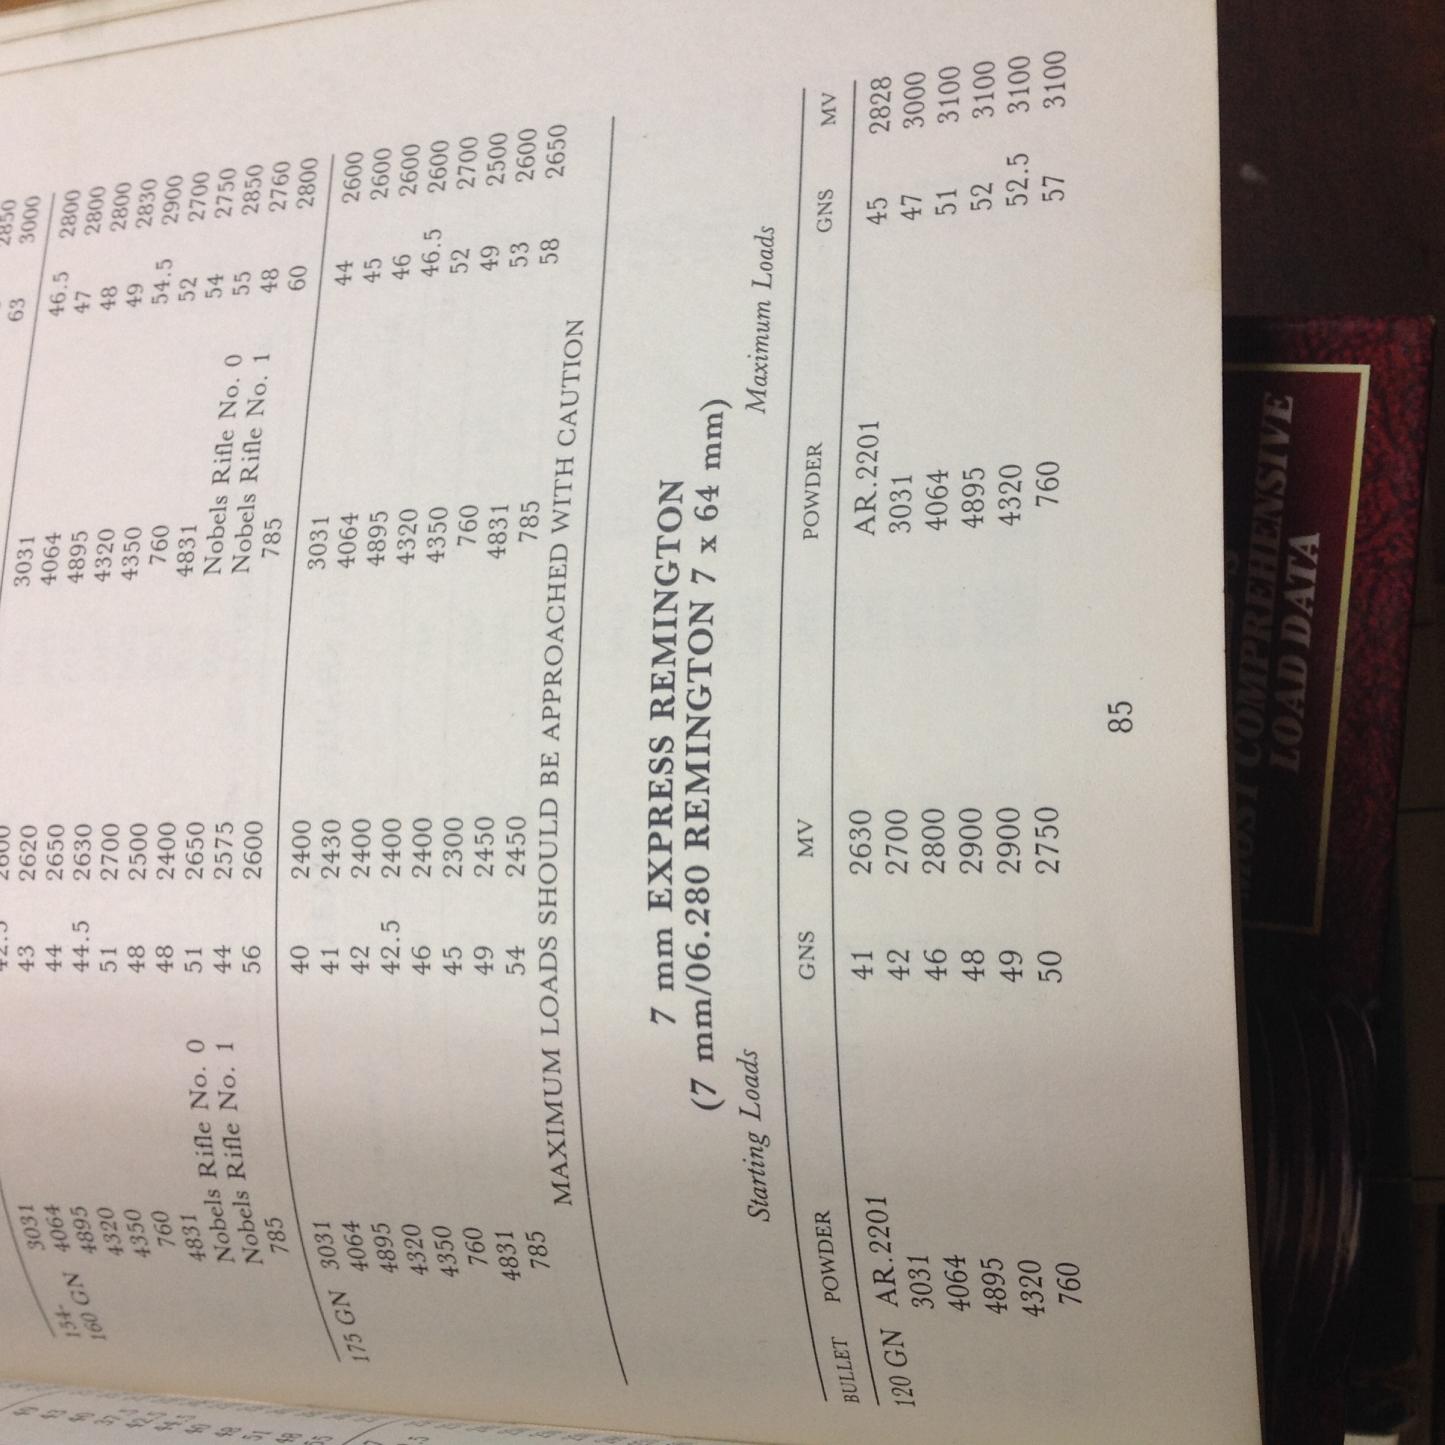 2850
63 3000
154- 3031 2600 3031 46.5 2800
160 GN 4064 43 2620 4064 47 2800
4895 44 2650 4895 48 2800
4320 44.5 2630 4320 49 2830
4350 51 2700 4350 54.5 2900
760 48 2500 760 52 2700
4831 48 2400 4831 54 2750
Nobels Rifle No. 0 51 2650 Nobels Rifle No. 0 55 2850
Nobels Rifle No. 1 44 2575 Nobels Rifle No. 1 48 2760
785 56 2600 785 60 2800
175 GN 3031 40 2400 3031 44 2600
4064 41 2430 4064 45 2600
4895 42 2400 4895 46 2600
4320 42.5 2400 4320 46.5 2600
4350 46 2400 4350 52 2700
760 45 2300 760 49 2500
4831 49 2450 4831 53 2600
785 54 2450 785 58 2650
MAXIMUM LOADS SHOULD BE APPROACHED WITH CAUTION
7 mm EXPRESS REMINGTON
(7 mm/06.280 REMINGTON 7 x 64 mm)
Starting Loads Maximum Loads
BULLET POWDER GNS MV POWDER GNS MV
120 GN AR.2201 41 2630 AR.2201 45 2828
3031 42 2700 3031 47 3000
4064 46 2800 4064 51 3100
4895 48 2900 4895 52 3100
4320 49 2900 4320 52.5 3100
760 50 2750 760 57 3100
85
MOST COMPREHENSIVE
LOAD DATA